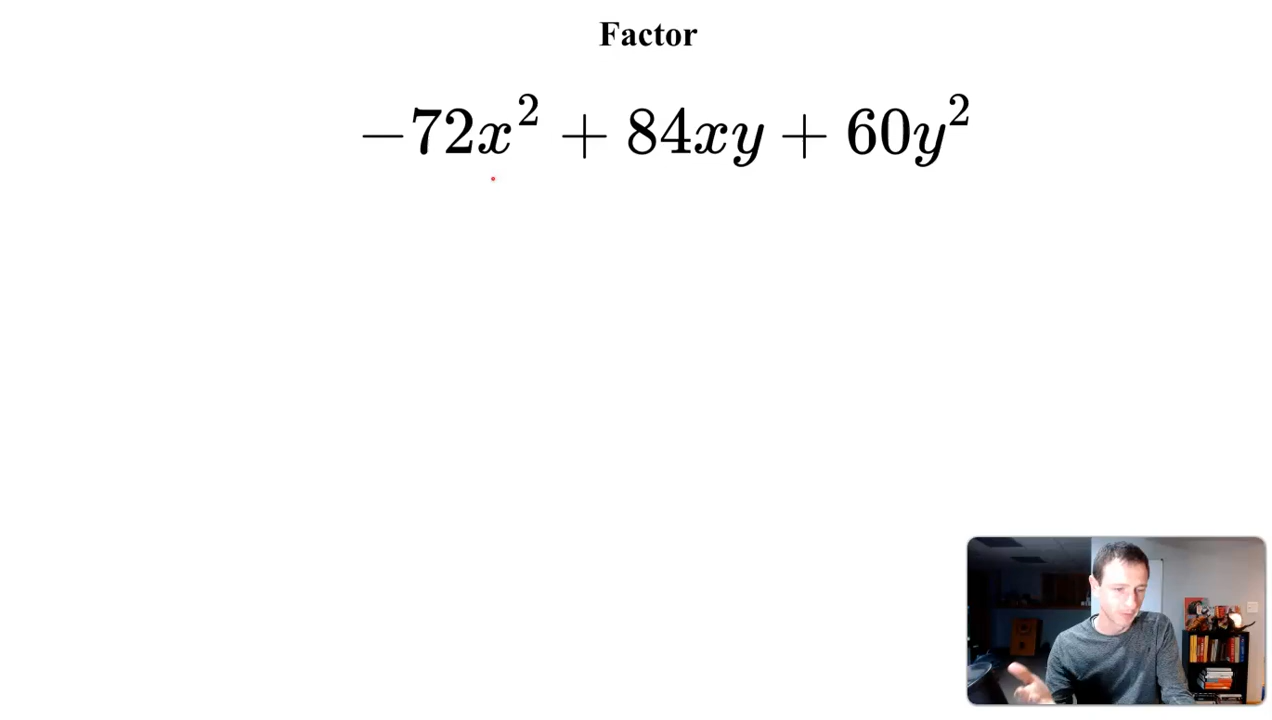 Factor
−72x² + 84xy + 60y²